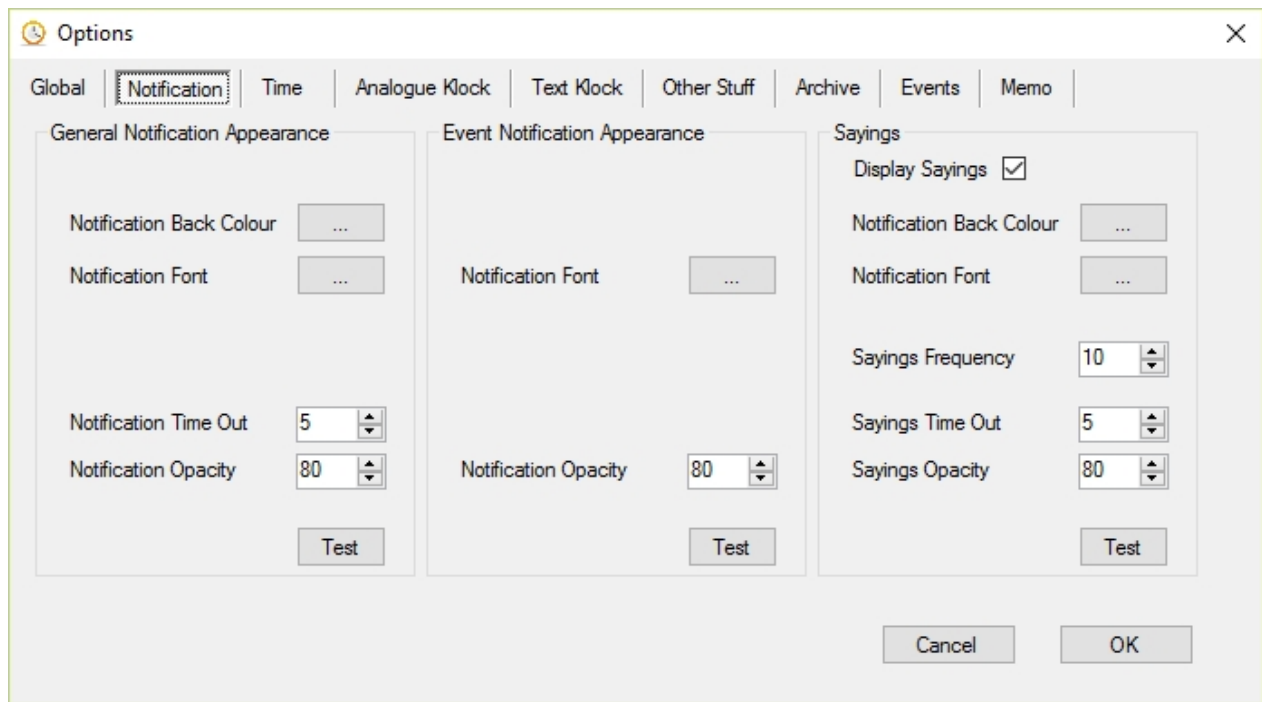 Options
Global Notification Time Analogue Klock Text Klock Other Stuff Archive Events Memo
General Notification Appearance
Notification Back Colour ...
Notification Font ...
Notification Time Out 5
Notification Opacity 80
Test
Event Notification Appearance
Notification Font ...
Notification Opacity 80
Test
Sayings
Display Sayings
Notification Back Colour ...
Notification Font ...
Sayings Frequency 10
Sayings Time Out 5
Sayings Opacity 80
Test
Cancel OK